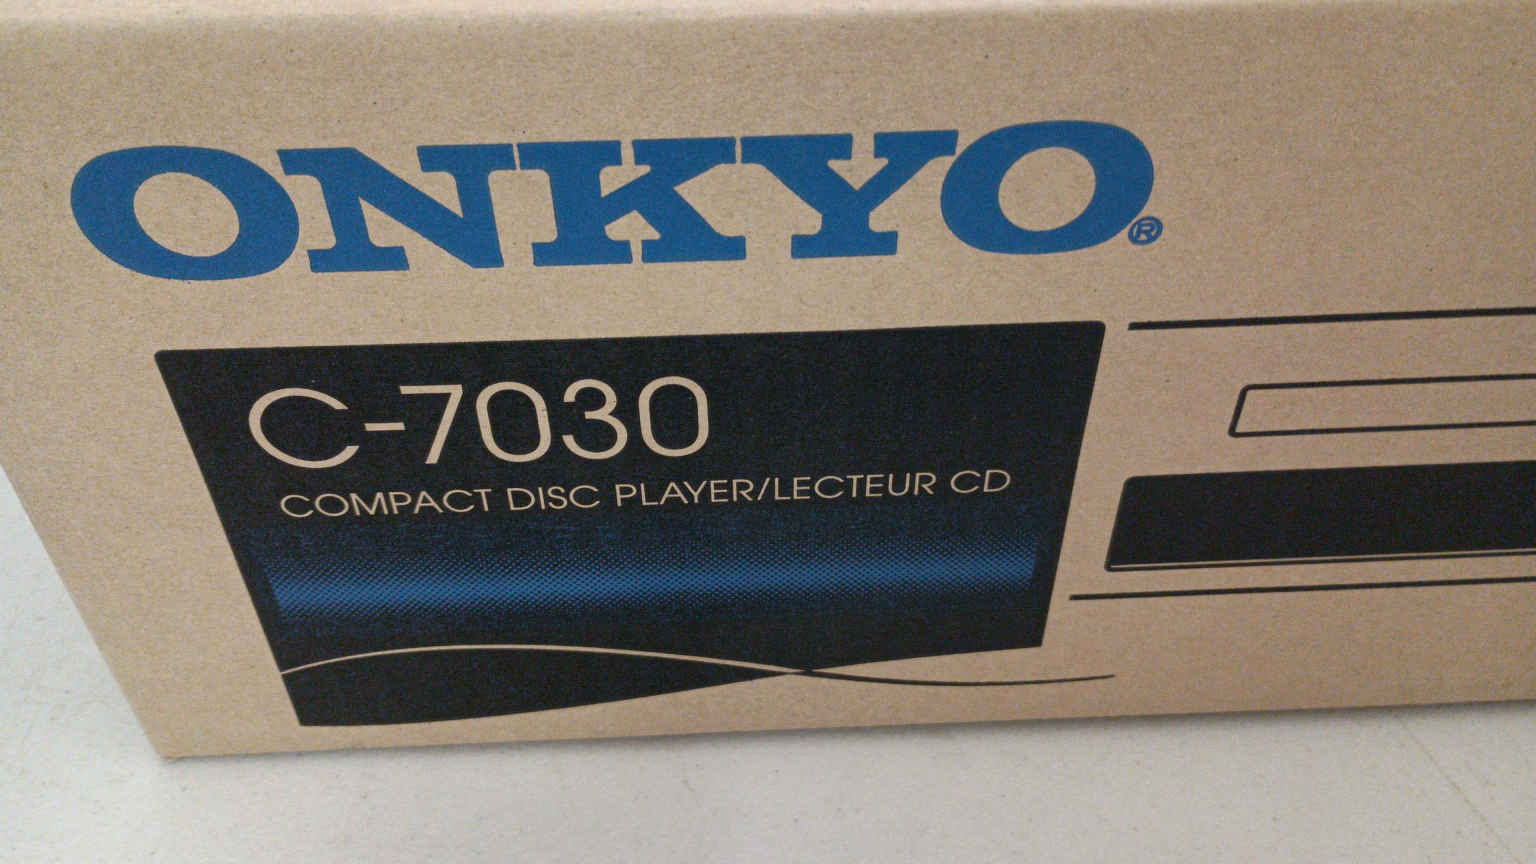 ONKYO®
C-7030
COMPACT DISC PLAYER/LECTEUR CD